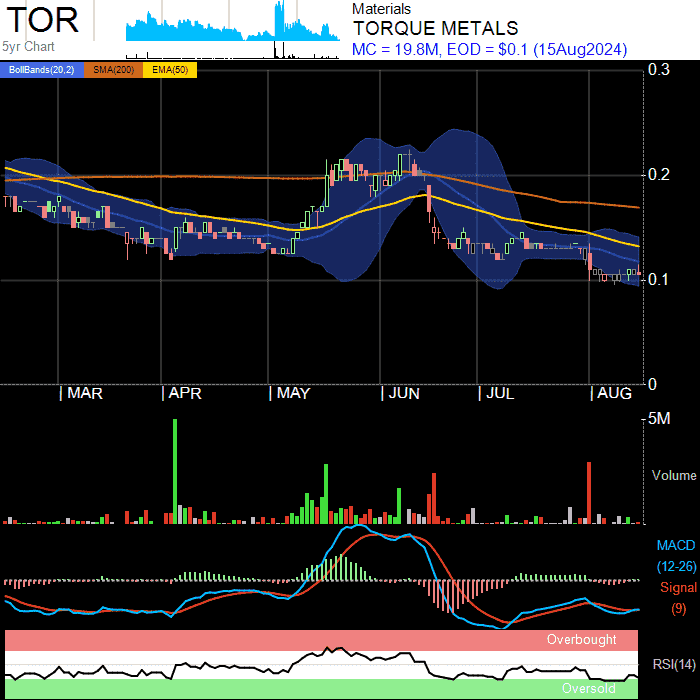 TOR
5yr Chart
Materials
TORQUE METALS
MC = 19.8M, EOD = $0.1 (15Aug2024)
BollBands(20,2) SMA(200) EMA(50)
0.3
0.2
0.1
0
MAR APR MAY JUN JUL AUG
5M
Volume
MACD
(12-26)
Signal
(9)
Overbought
RSI(14)
Oversold